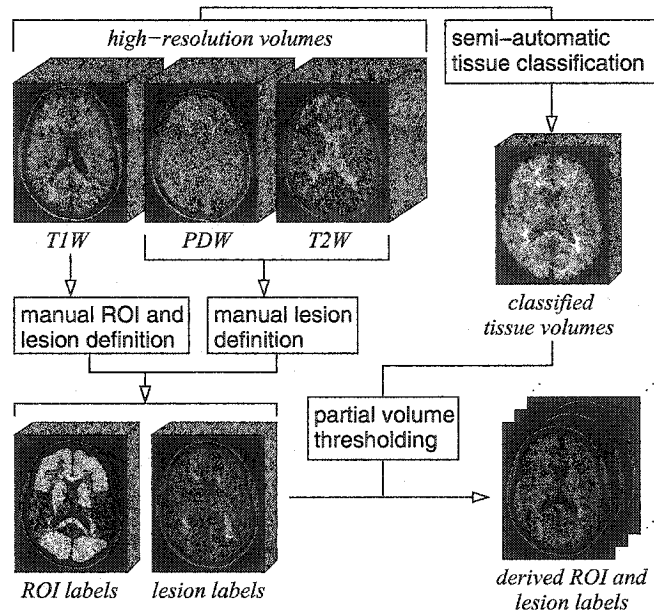 high−resolution volumes
semi−automatic
tissue classification
T1W
PDW
T2W
manual ROI and
lesion definition
manual lesion
definition
classified
tissue volumes
partial volume
thresholding
ROI labels
lesion labels
derived ROI and
lesion labels